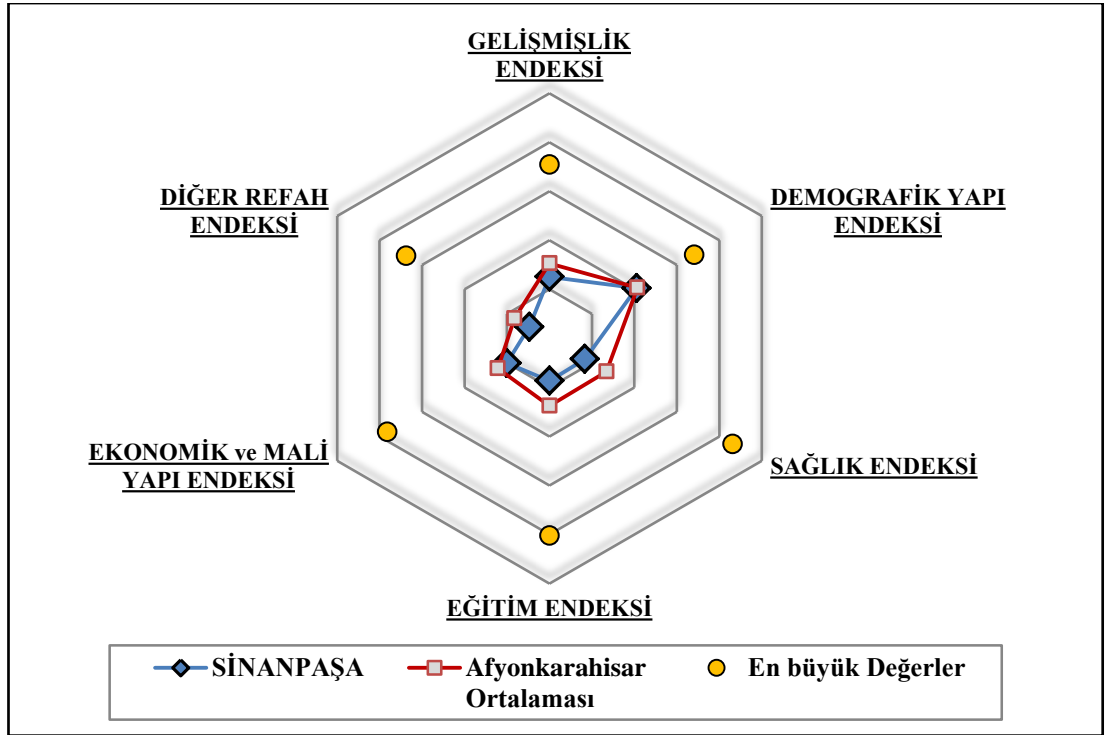 GELİŞMİŞLİK
ENDEKSİ
DİĞER REFAH
ENDEKSİ
DEMOGRAFİK YAPI
ENDEKSİ
EKONOMİK ve MALİ
YAPI ENDEKSİ
SAĞLIK ENDEKSİ
EĞİTİM ENDEKSİ
SİNANPAŞA
Afyonkarahisar
Ortalaması
En büyük Değerler